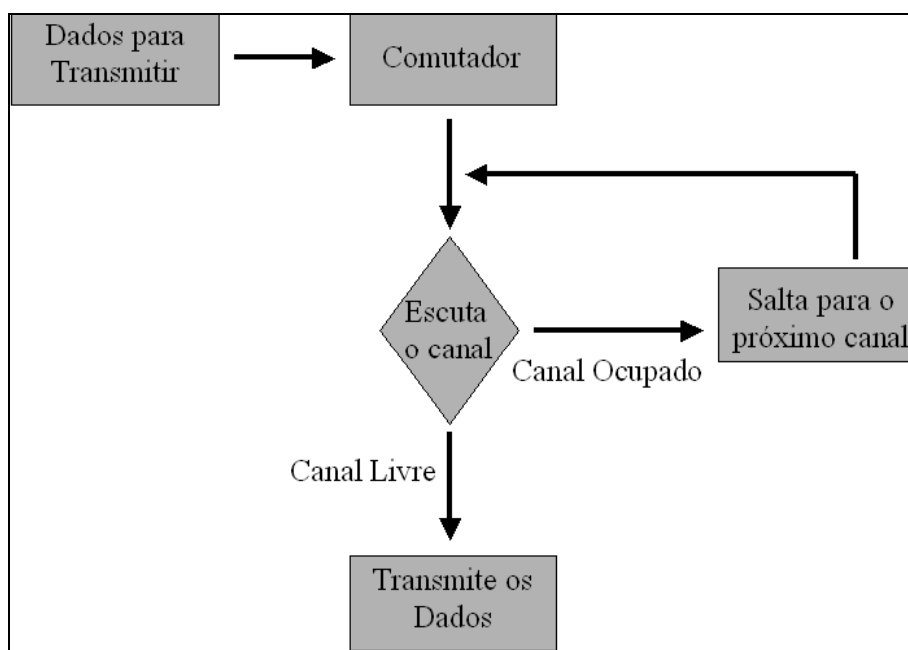 Dados para
Transmitir
Comutador
Escuta
o canal
Salta para o
próximo canal
Canal Ocupado
Canal Livre
Transmite os
Dados